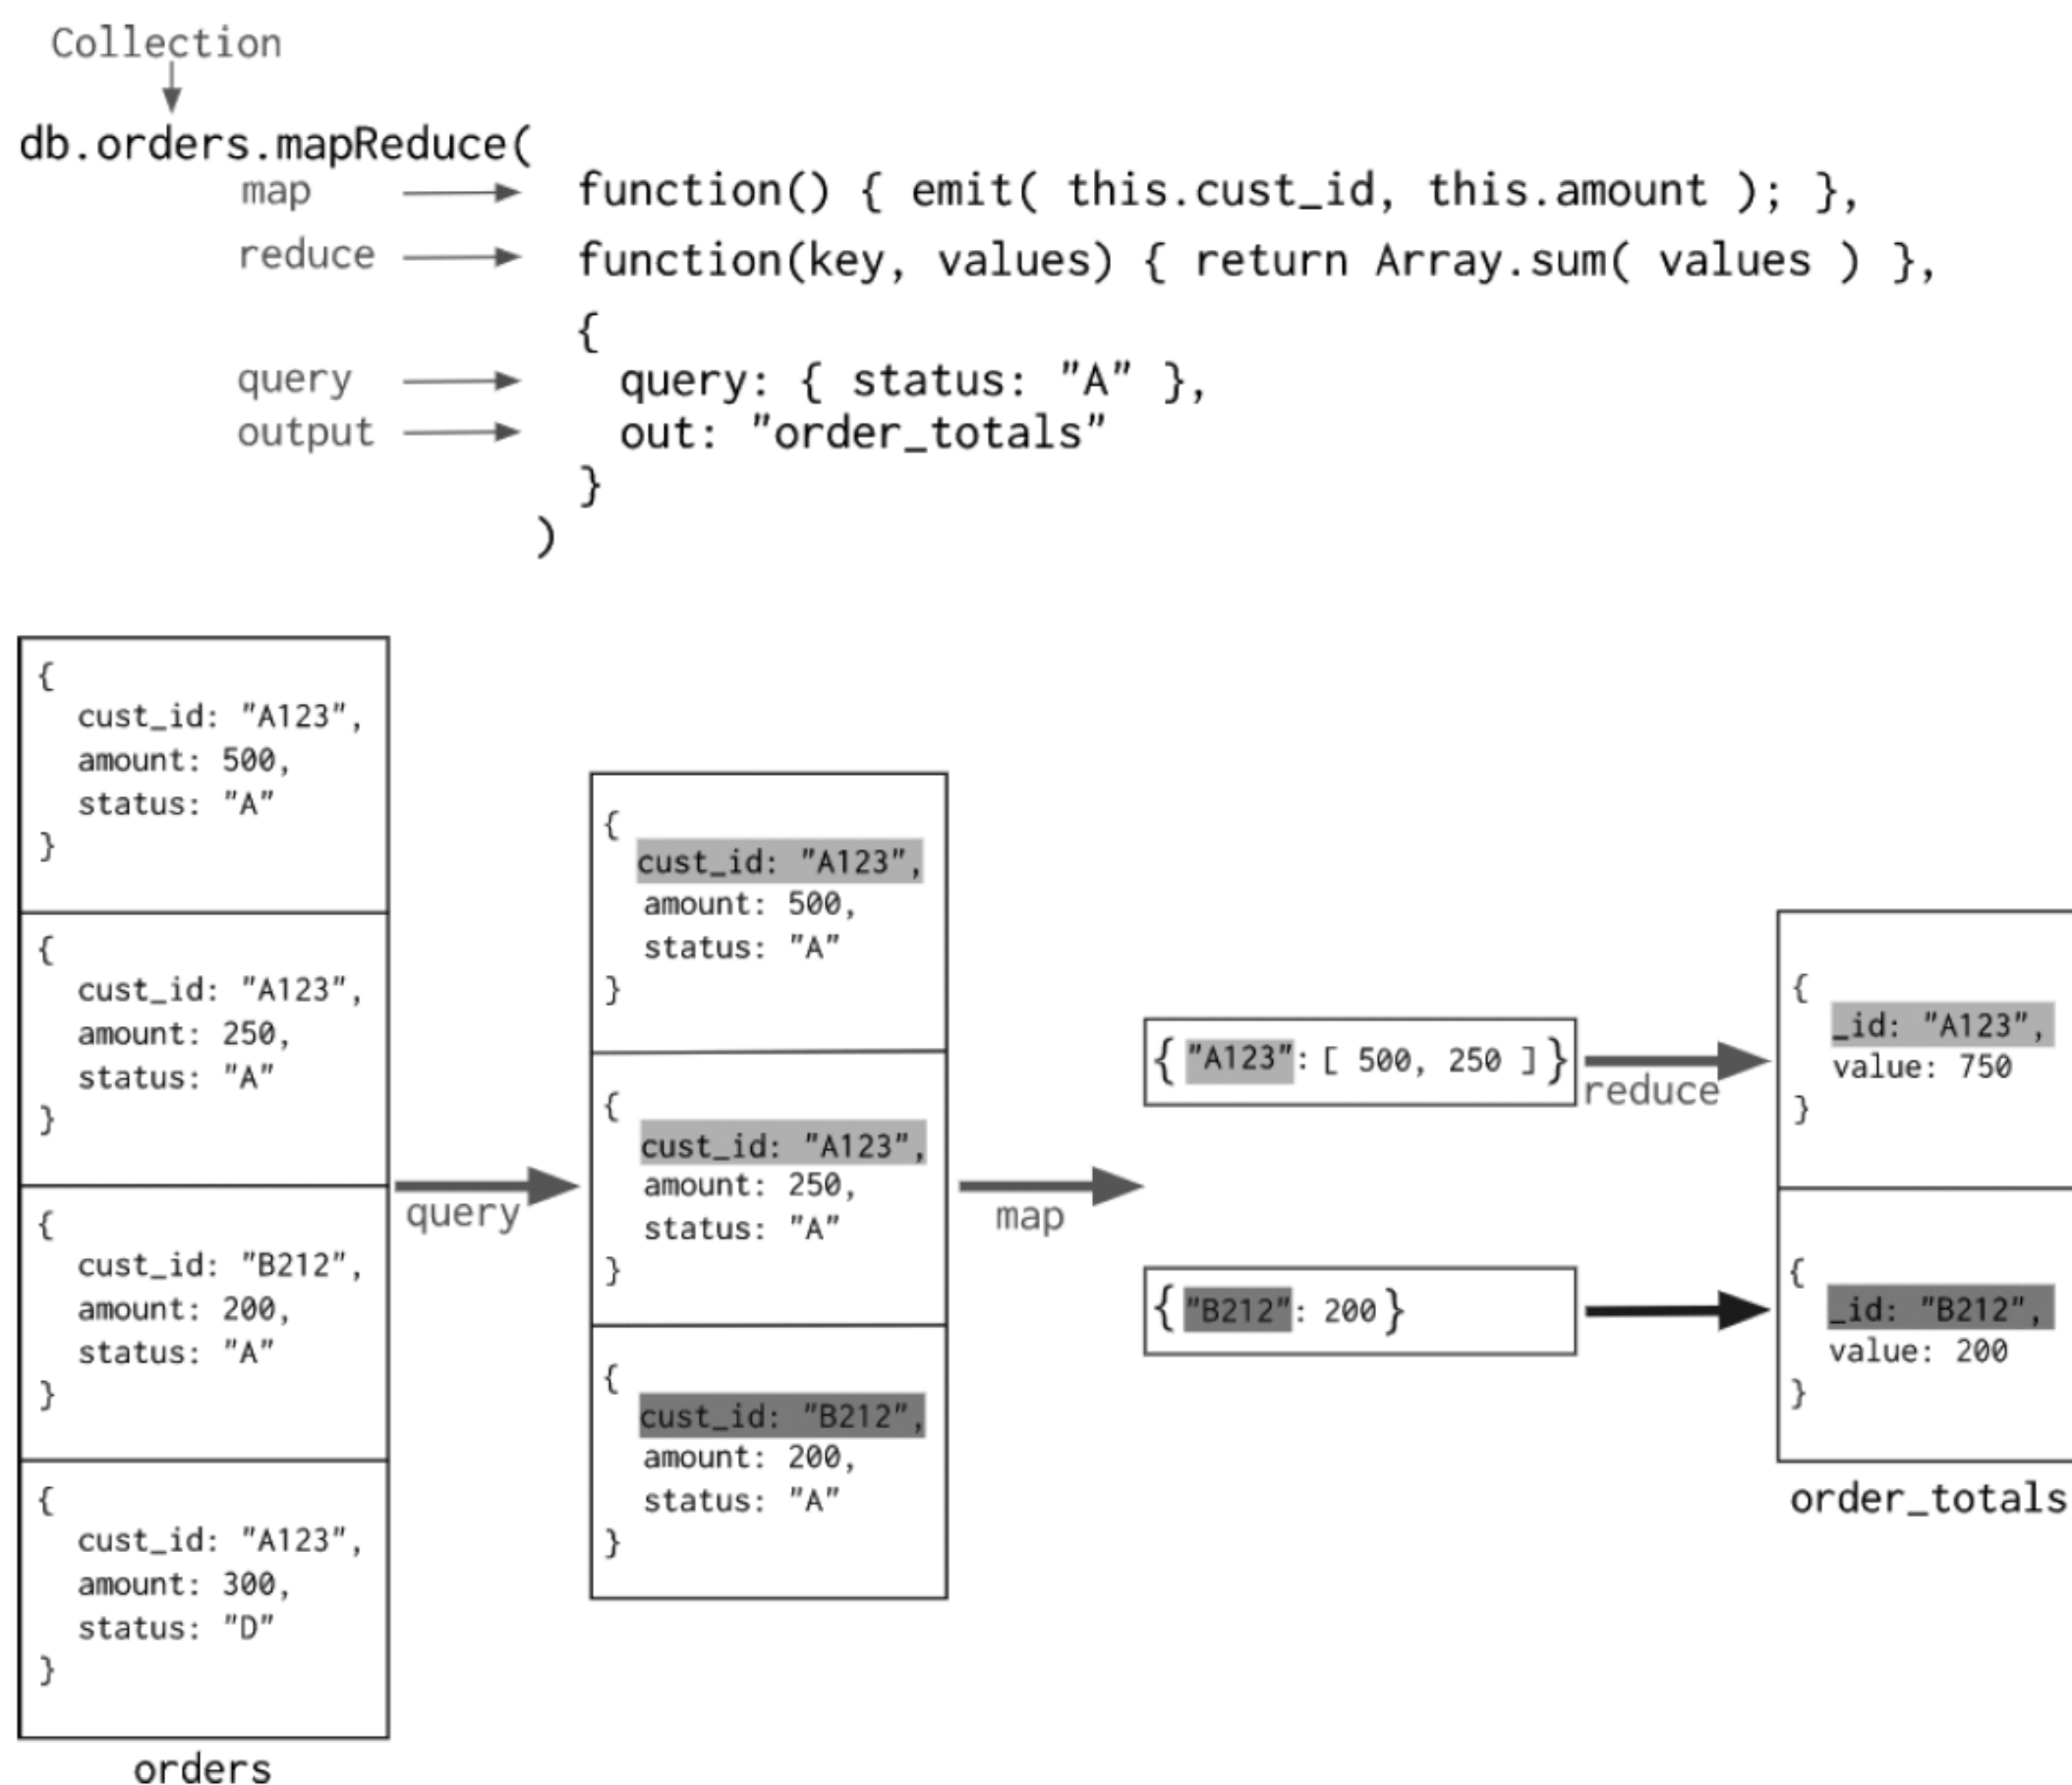 Collection
db.orders.mapReduce(
map function() { emit( this.cust_id, this.amount ); },
reduce function(key, values) { return Array.sum( values ) },
{
query query: { status: "A" },
output out: "order_totals"
}
)
{
cust_id: "A123",
amount: 500,
status: "A"
}
{
cust_id: "A123",
amount: 250,
status: "A"
}
{
cust_id: "B212",
amount: 200,
status: "A"
}
{
cust_id: "A123",
amount: 300,
status: "D"
}
orders
query
{
cust_id: "A123",
amount: 500,
status: "A"
}
{
cust_id: "A123",
amount: 250,
status: "A"
}
{
cust_id: "B212",
amount: 200,
status: "A"
}
map
{ "A123": [ 500, 250 ] }
{ "B212": 200 }
reduce
{
_id: "A123",
value: 750
}
{
_id: "B212",
value: 200
}
order_totals